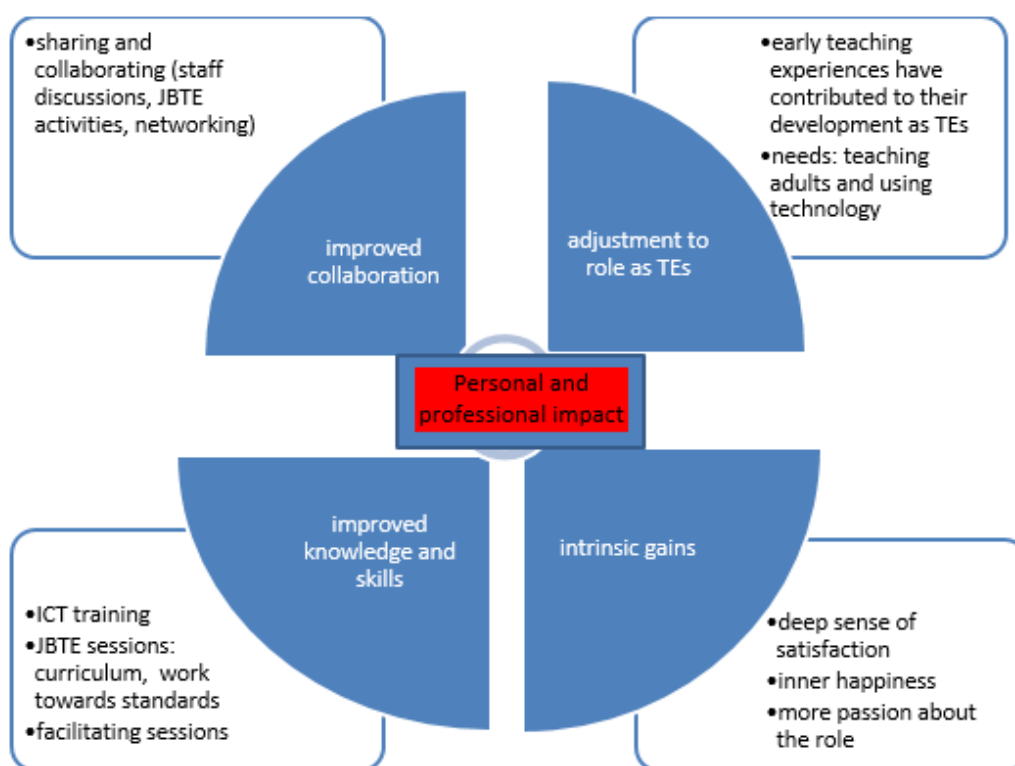 •sharing and
collaborating (staff
discussions, JBTE
activities, networking)
•early teaching
experiences have
contributed to their
development as TEs
•needs: teaching
adults and using
technology
improved
collaboration
adjustment to
role as TEs
Personal and
professional impact
improved
knowledge and
skills
intrinsic gains
•ICT training
•JBTE sessions:
curriculum, work
towards standards
•facilitating sessions
•deep sense of
satisfaction
•inner happiness
•more passion about
the role